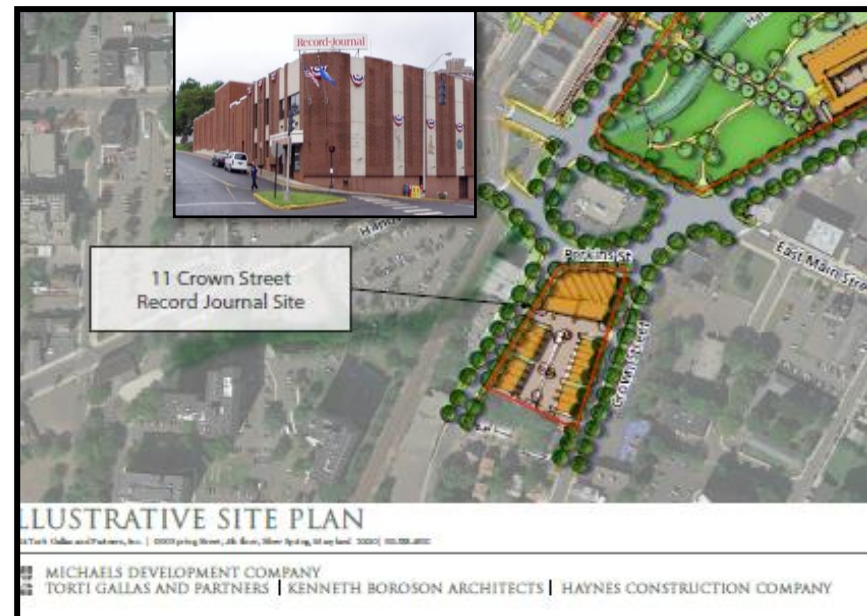 Record-Journal
Perkins St
East Main Stre
11 Crown Street
Record Journal Site
Crown Street
LLUSTRATIVE SITE PLAN
MICHAELS DEVELOPMENT COMPANY
TORTI GALLAS AND PARTNERS | KENNETH BOROSON ARCHITECTS | HAYNES CONSTRUCTION COMPANY